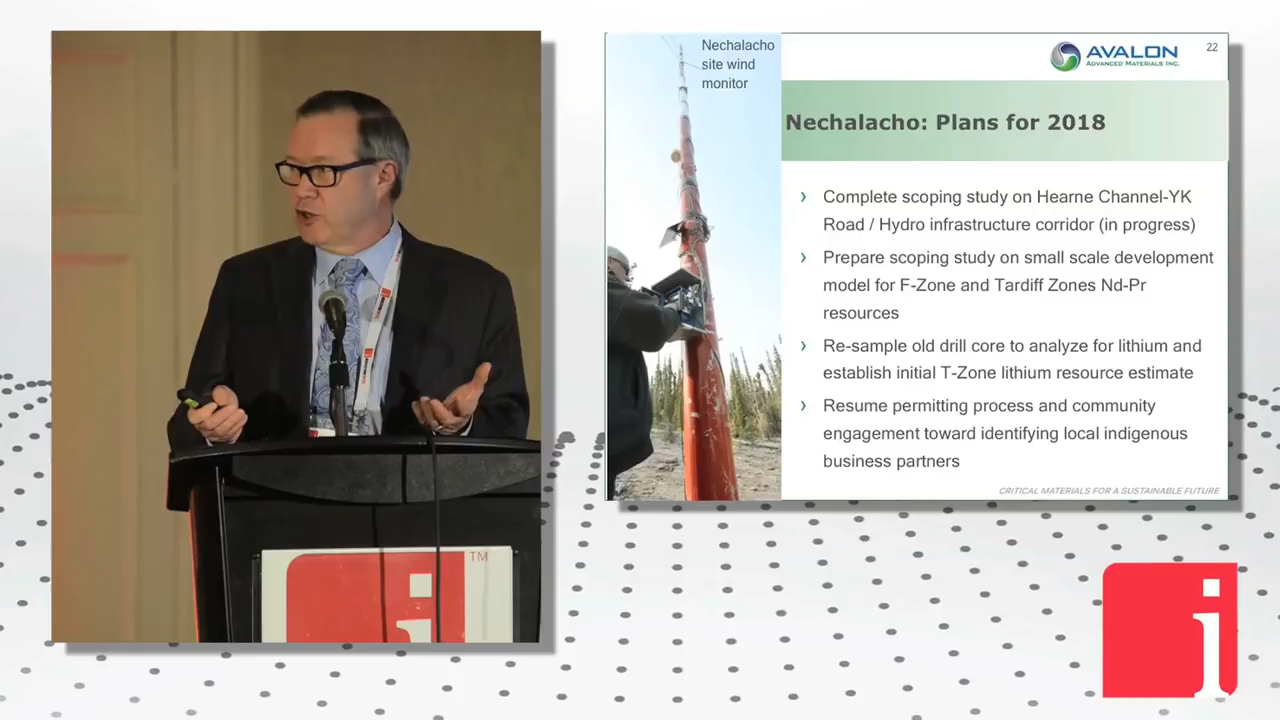 Nechalacho
site wind
monitor
AVALON
ADVANCED MATERIALS INC.
22
Nechalacho: Plans for 2018
› Complete scoping study on Hearne Channel-YK
Road / Hydro infrastructure corridor (in progress)
› Prepare scoping study on small scale development
model for F-Zone and Tardiff Zones Nd-Pr
resources
› Re-sample old drill core to analyze for lithium and
establish initial T-Zone lithium resource estimate
› Resume permitting process and community
engagement toward identifying local indigenous
business partners
CRITICAL MATERIALS FOR A SUSTAINABLE FUTURE
i
TM
i